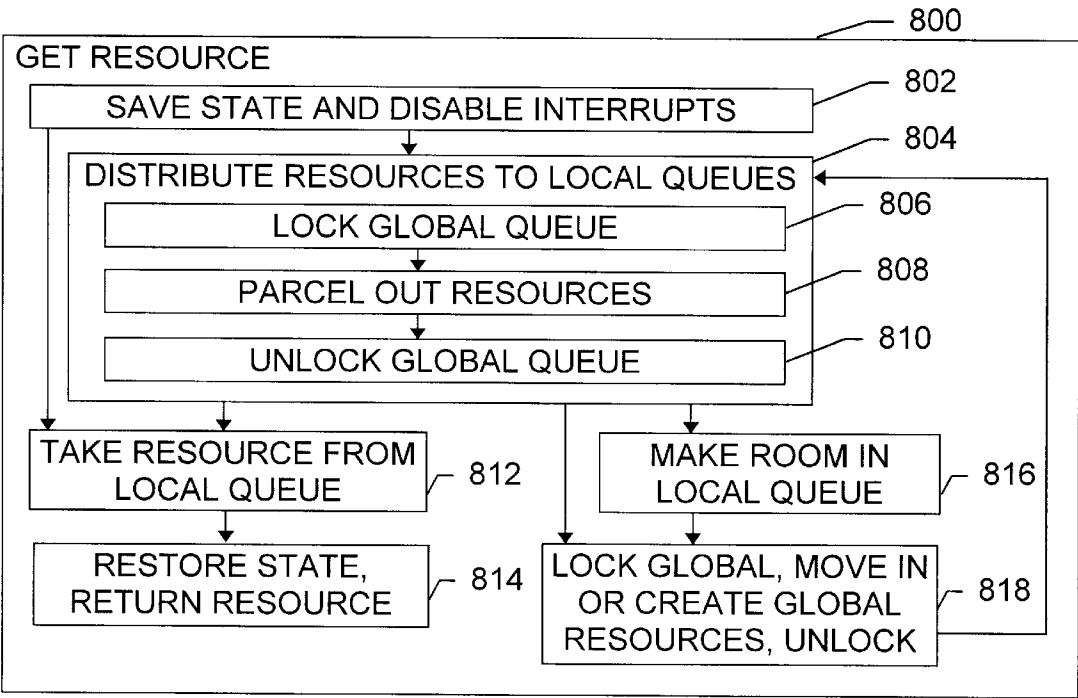 800
GET RESOURCE
802
SAVE STATE AND DISABLE INTERRUPTS
804
DISTRIBUTE RESOURCES TO LOCAL QUEUES
806
LOCK GLOBAL QUEUE
808
PARCEL OUT RESOURCES
810
UNLOCK GLOBAL QUEUE
TAKE RESOURCE FROM
LOCAL QUEUE
812
MAKE ROOM IN
LOCAL QUEUE
816
RESTORE STATE,
RETURN RESOURCE
814
LOCK GLOBAL, MOVE IN
OR CREATE GLOBAL
RESOURCES, UNLOCK
818